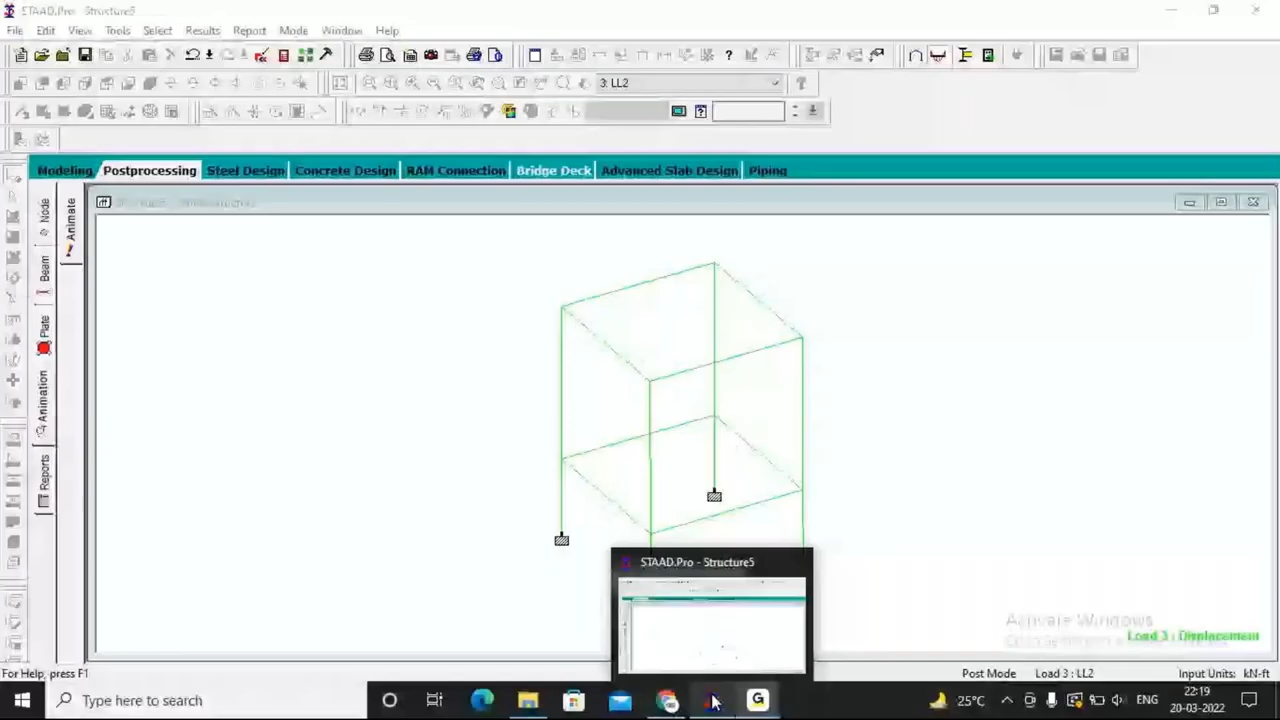 STAAD.Pro - Structure5
File Edit View Tools Select Results Report Mode Window Help
3: LL2
Modeling Postprocessing Steel Design Concrete Design RAM Connection Bridge Deck Advanced Slab Design Piping
Node
Beam
Plate
Animation
Reports
Animate
STAAD.Pro - Structure5
Activate Windows
Load 3 : Displacement
For Help, press F1
Post Mode Load 3 : LL2 Input Units: kN-ft
Type here to search
25°C ENG 22:19
20-03-2022